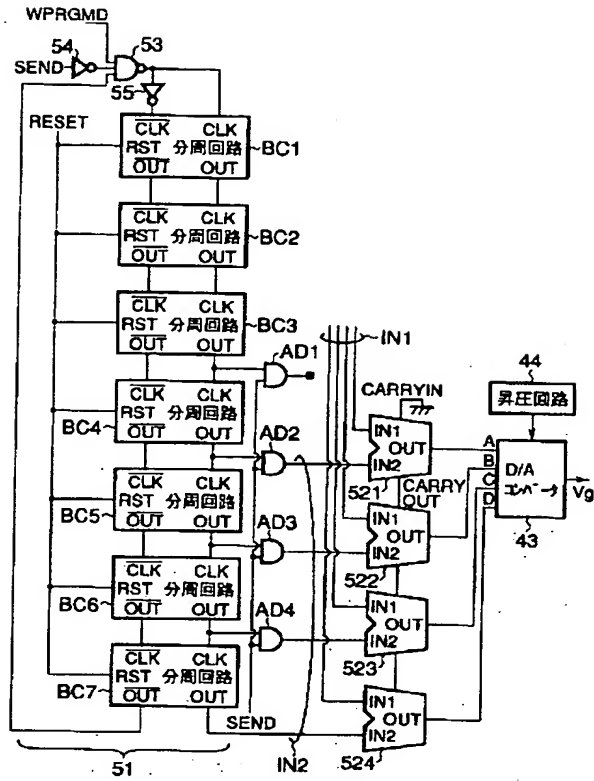 WPRGMD
54
53
SEND
55
RESET
CLK CLK
RST 分周回路
OUT OUT
BC1
CLK CLK
RST 分周回路
OUT OUT
BC2
CLK CLK
RST 分周回路
OUT OUT
BC3
CLK CLK
RST 分周回路
OUT OUT
BC4
CLK CLK
RST 分周回路
OUT OUT
BC5
CLK CLK
RST 分周回路
OUT OUT
BC6
CLK CLK
RST 分周回路
OUT OUT
BC7
51
AD1
AD2
AD3
AD4
SEND
IN2
IN1
CARRYIN
IN1
OUT
IN2
521
CARRY
OUT
IN1
OUT
IN2
522
IN1
OUT
IN2
523
IN1
OUT
IN2
524
44
昇圧回路
A
B
C
D
D/A
コンバータ
43
Vg